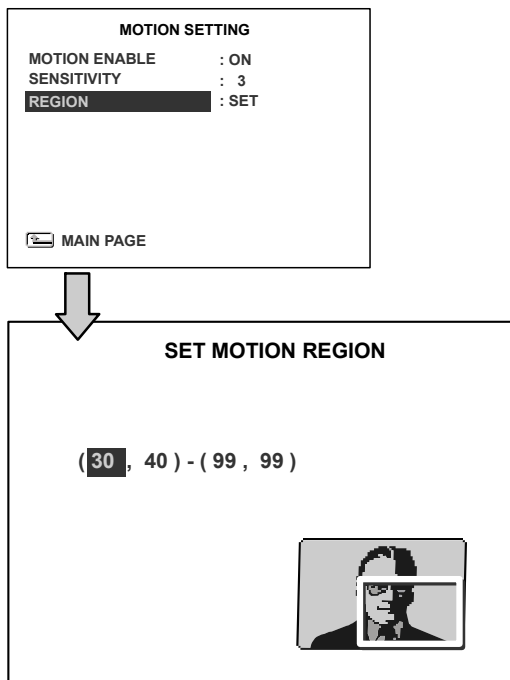 MOTION SETTING
MOTION ENABLE : ON
SENSITIVITY : 3
REGION : SET
MAIN PAGE
SET MOTION REGION
( 30 , 40 ) - ( 99 , 99 )